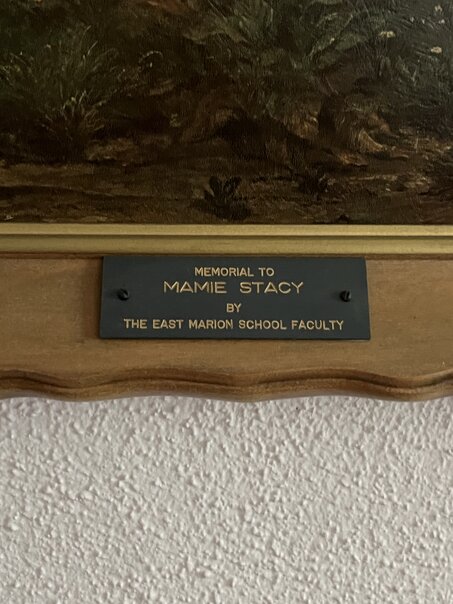 MEMORIAL TO
MAMIE STACY
BY
THE EAST MARION SCHOOL FACULTY